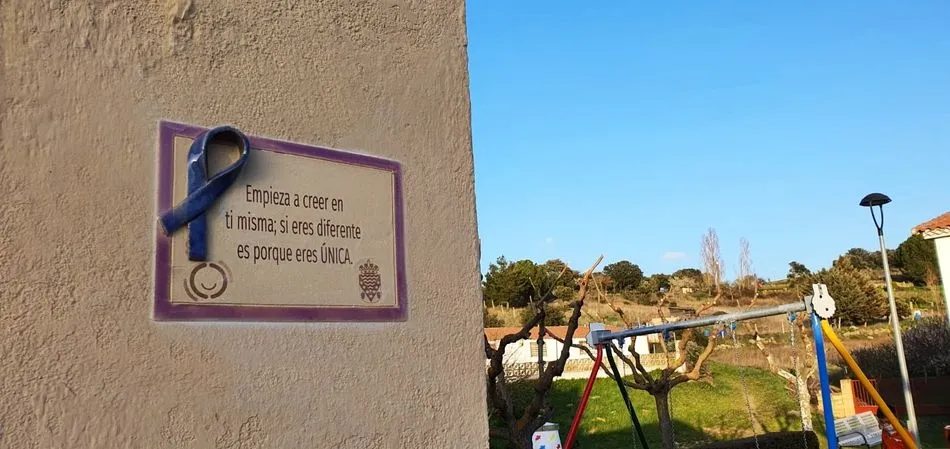 Empieza a creer en
ti misma; si eres diferente
es porque eres ÚNICA.